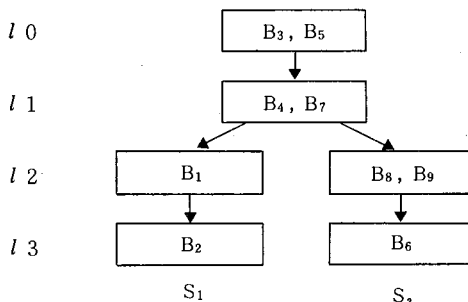 l 0 B₃, B₅
l 1 B₄, B₇
l 2 B₁ B₈, B₉
l 3 B₂ B₆
S₁ S₂